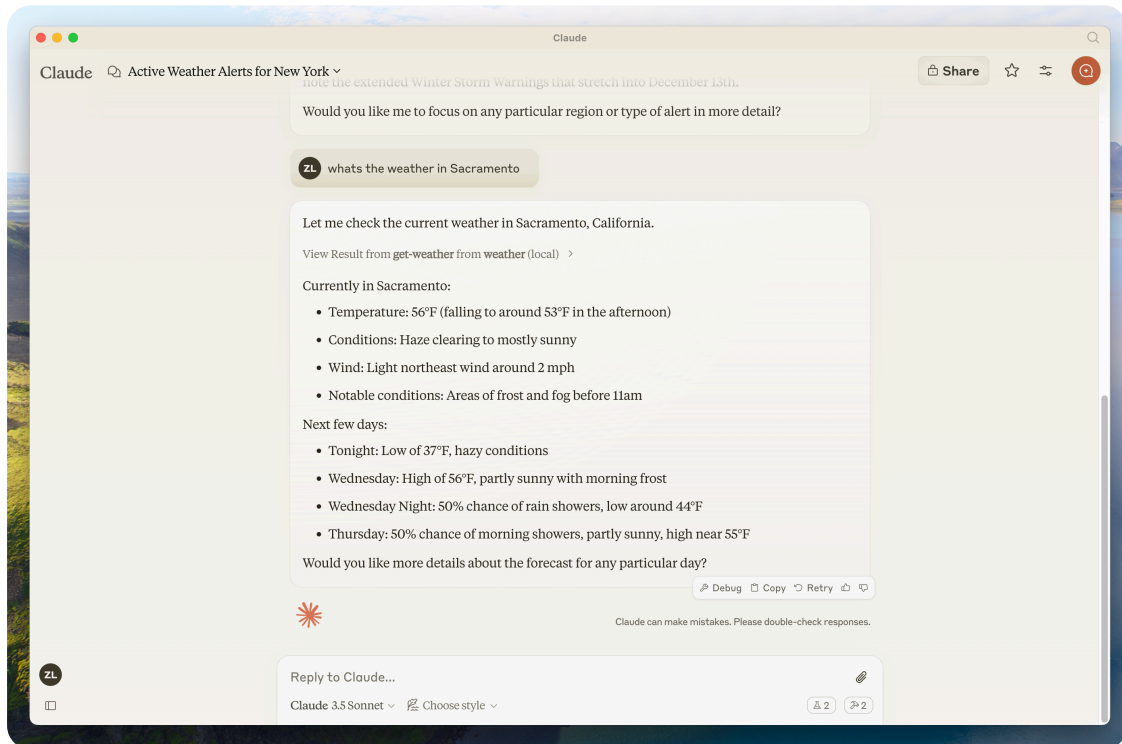 Claude
Claude
Active Weather Alerts for New York
Share
note the extended Winter Storm Warnings that stretch into December 13th.
Would you like me to focus on any particular region or type of alert in more detail?
ZL whats the weather in Sacramento
Let me check the current weather in Sacramento, California.
View Result from get-weather from weather (local)
Currently in Sacramento:
• Temperature: 56°F (falling to around 53°F in the afternoon)
• Conditions: Haze clearing to mostly sunny
• Wind: Light northeast wind around 2 mph
• Notable conditions: Areas of frost and fog before 11am
Next few days:
• Tonight: Low of 37°F, hazy conditions
• Wednesday: High of 56°F, partly sunny with morning frost
• Wednesday Night: 50% chance of rain showers, low around 44°F
• Thursday: 50% chance of morning showers, partly sunny, high near 55°F
Would you like more details about the forecast for any particular day?
Debug Copy Retry
Claude can make mistakes. Please double-check responses.
ZL
Reply to Claude...
Claude 3.5 Sonnet Choose style 2 2